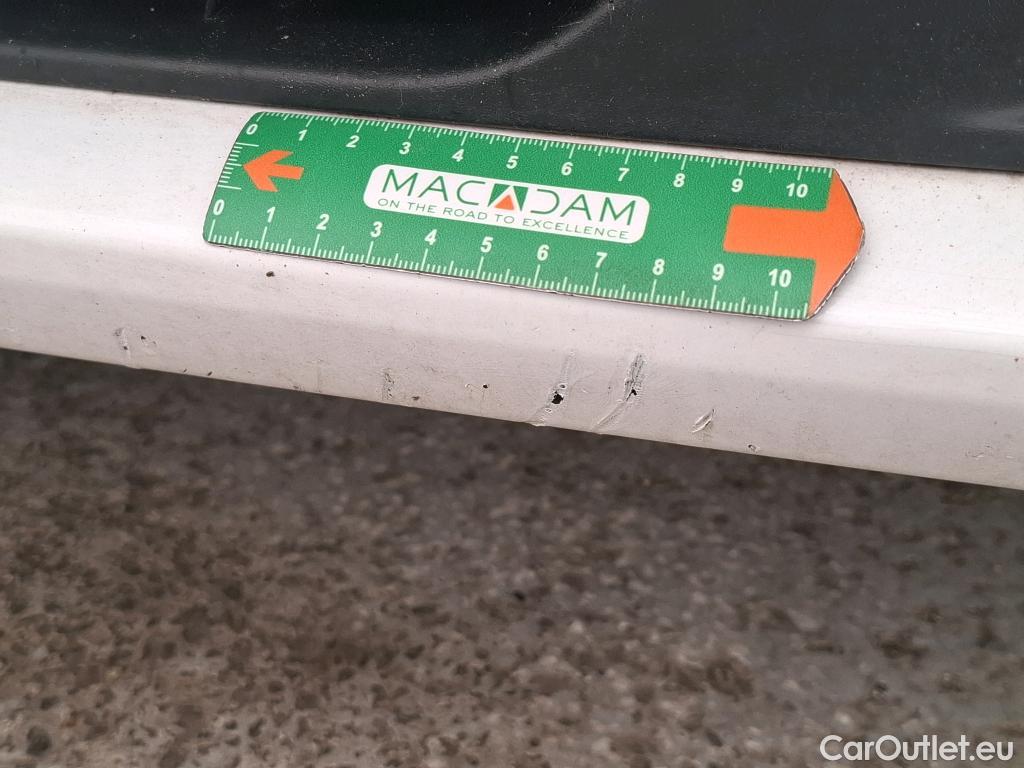 0 1 2 3 4 5 6 7 8 9 10
MACADAM
ON THE ROAD TO EXCELLENCE
0 1 2 3 4 5 6 7 8 9 10
CarOutlet.eu